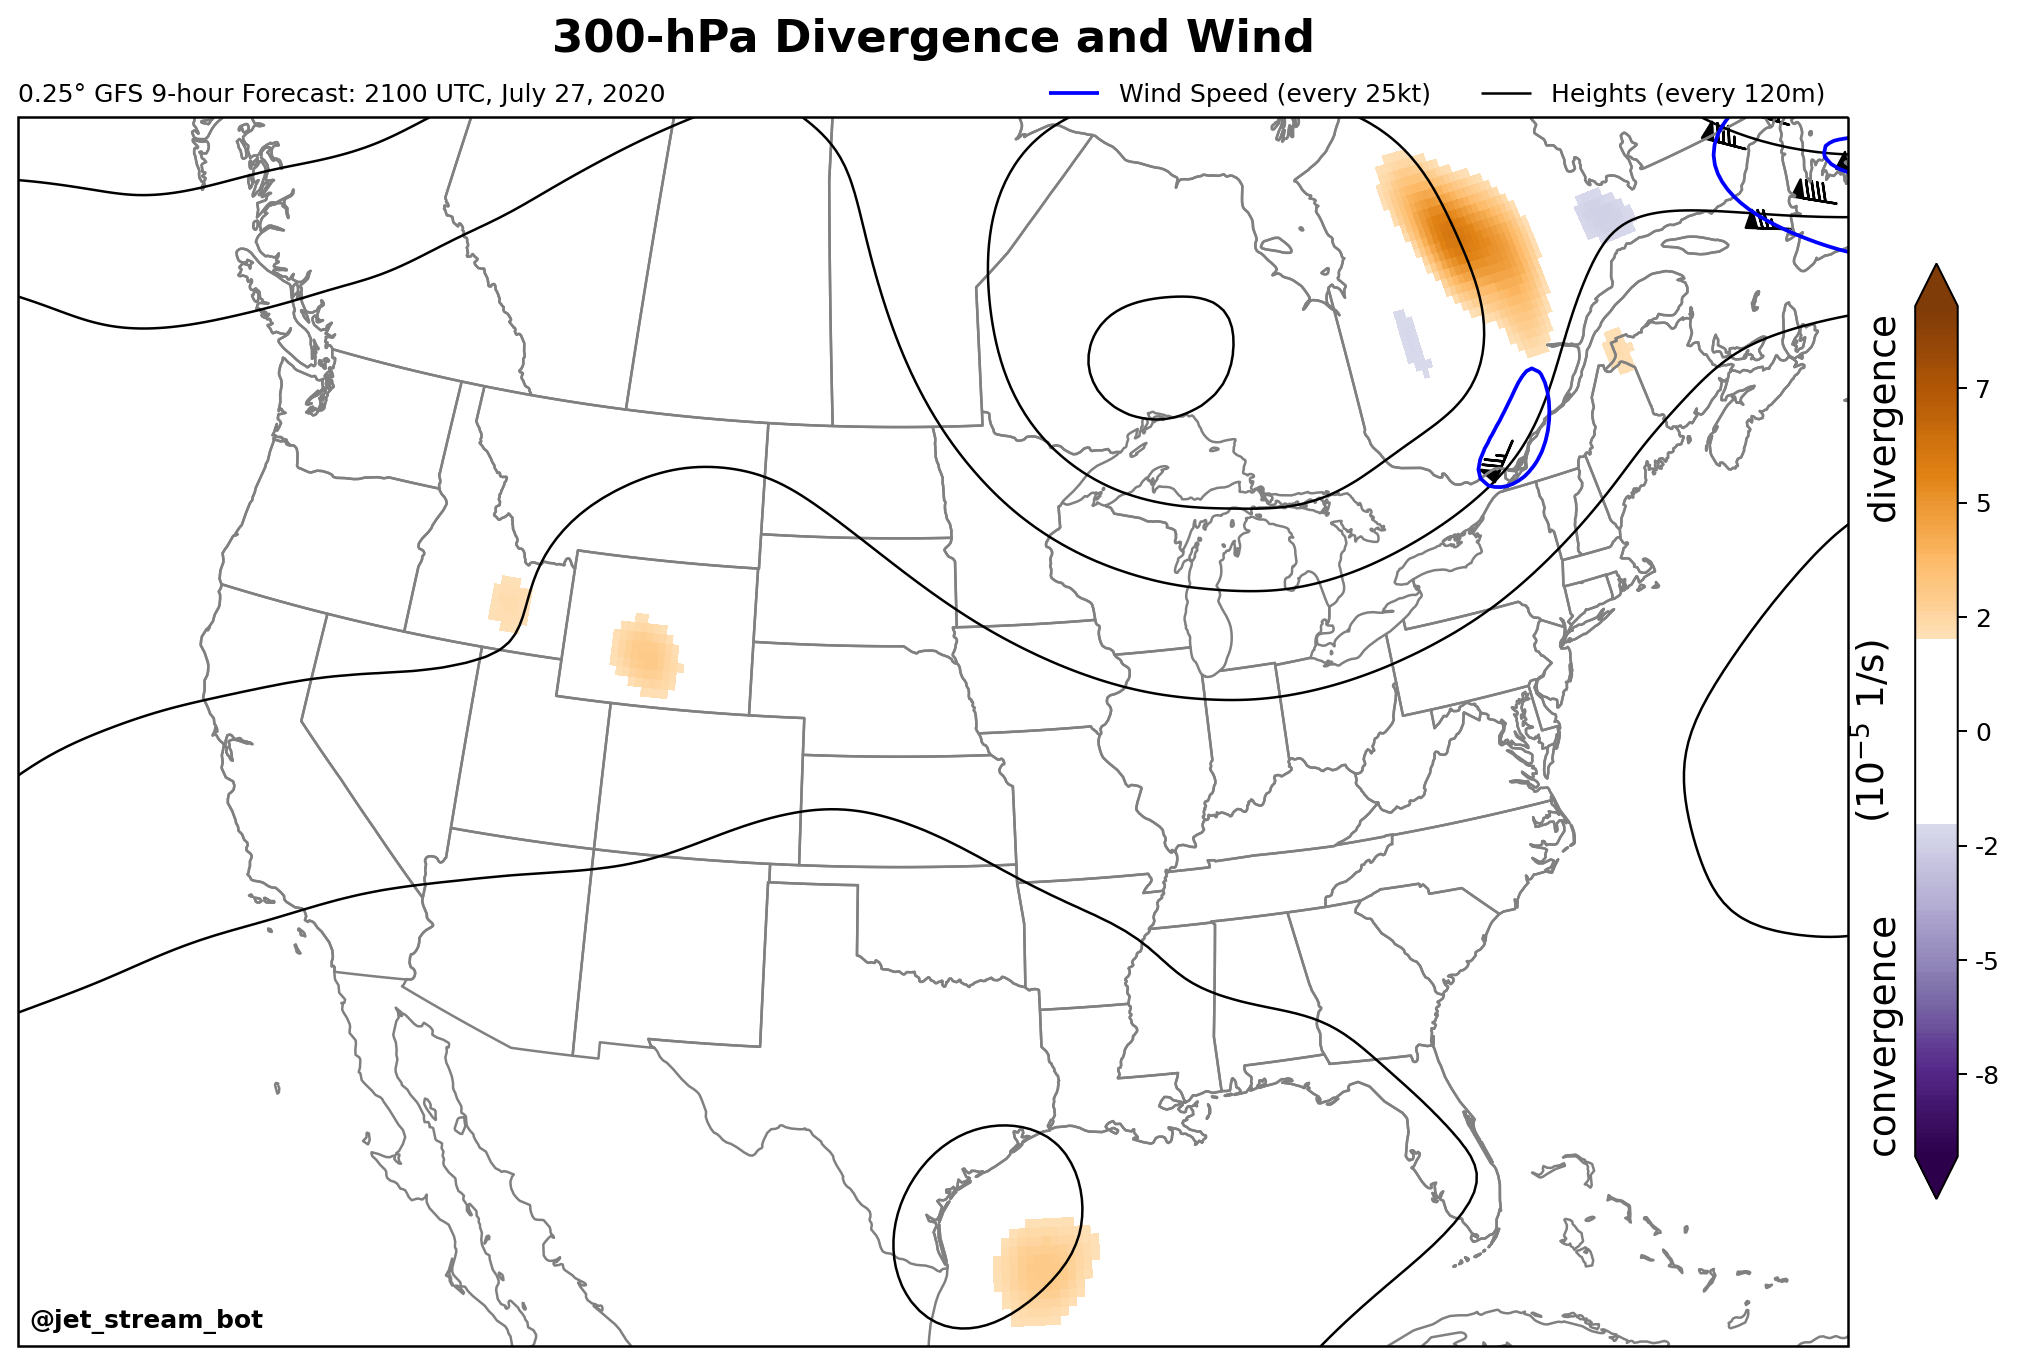 300-hPa Divergence and Wind
0.25° GFS 9-hour Forecast: 2100 UTC, July 27, 2020
Wind Speed (every 25kt)
Heights (every 120m)
divergence
(10⁻⁵ 1/s)
convergence
7
5
2
0
-2
-5
-8
@jet_stream_bot